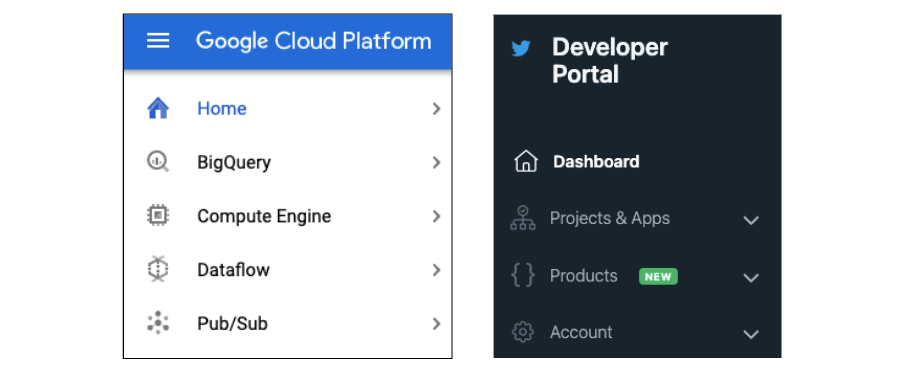 Google Cloud Platform
Home
BigQuery
Compute Engine
Dataflow
Pub/Sub
Developer
Portal
Dashboard
Projects & Apps
Products NEW
Account